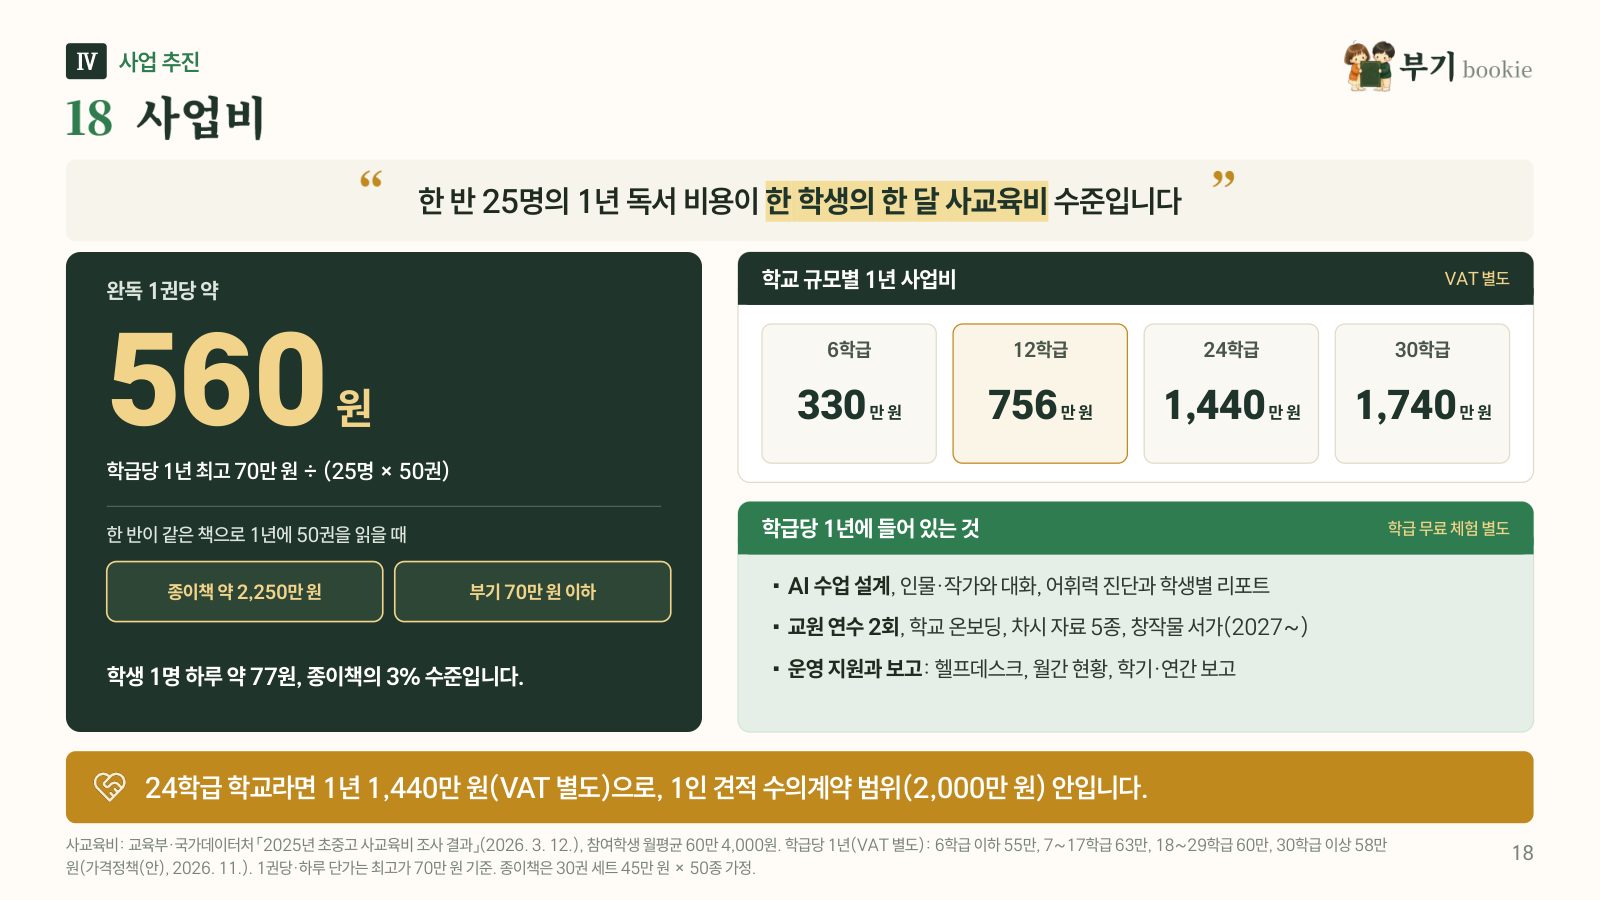 Ⅳ 사업 추진
부기 bookie
18 사업비
“ 한 반 25명의 1년 독서 비용이 한 학생의 한 달 사교육비 수준입니다 ”
완독 1권당 약
560원
학급당 1년 최고 70만 원 ÷ (25명 × 50권)
한 반이 같은 책으로 1년에 50권을 읽을 때
종이책 약 2,250만 원
부기 70만 원 이하
학생 1명 하루 약 77원, 종이책의 3% 수준입니다.
학교 규모별 1년 사업비
VAT 별도
6학급
330만 원
12학급
756만 원
24학급
1,440만 원
30학급
1,740만 원
학급당 1년에 들어 있는 것
학급 무료 체험 별도
▪ AI 수업 설계, 인물·작가와 대화, 어휘력 진단과 학생별 리포트
▪ 교원 연수 2회, 학교 온보딩, 차시 자료 5종, 창작물 서가(2027~)
▪ 운영 지원과 보고: 헬프데스크, 월간 현황, 학기·연간 보고
24학급 학교라면 1년 1,440만 원(VAT 별도)으로, 1인 견적 수의계약 범위(2,000만 원) 안입니다.
사교육비: 교육부·국가데이터처 「2025년 초중고 사교육비 조사 결과」(2026. 3. 12.), 참여학생 월평균 60만 4,000원. 학급당 1년(VAT 별도): 6학급 이하 55만, 7~17학급 63만, 18~29학급 60만, 30학급 이상 58만
원(가격정책(안), 2026. 11.). 1권당·하루 단가는 최고가 70만 원 기준. 종이책은 30권 세트 45만 원 × 50종 가정.
18